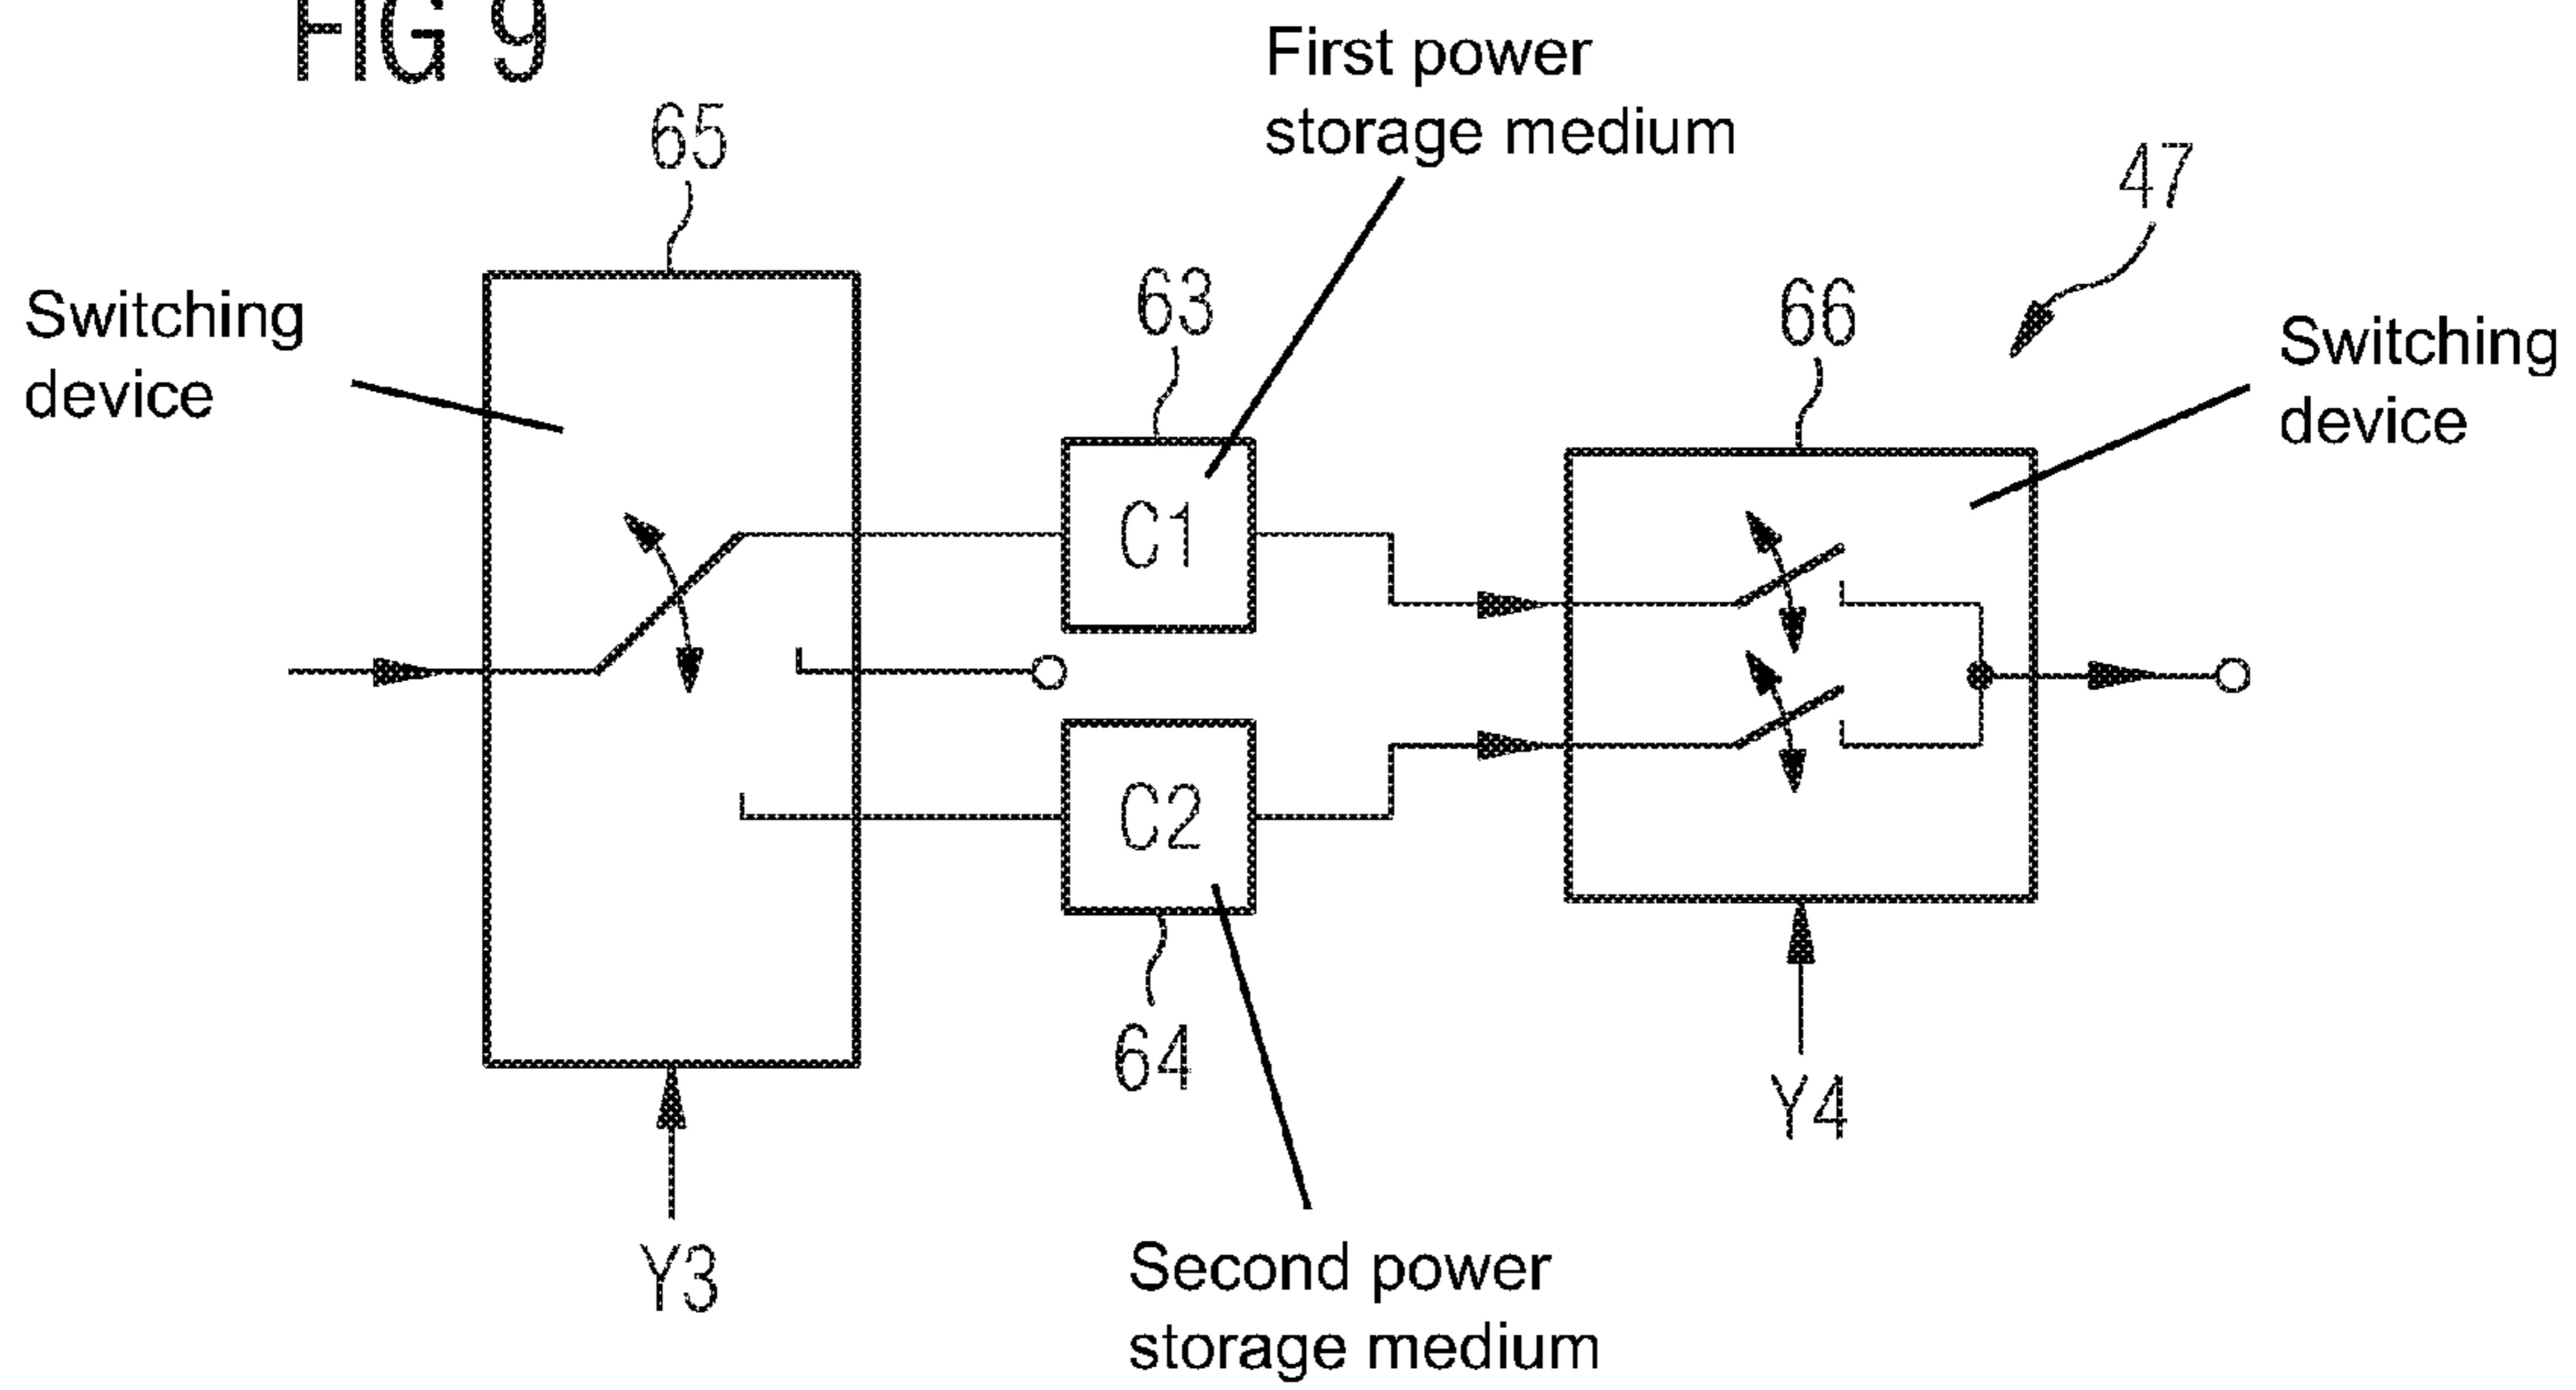 FIG 9
First power
storage medium
65
47
63
66
Switching
device
Switching
device
C1
C2
64
Y4
Y3
Second power
storage medium